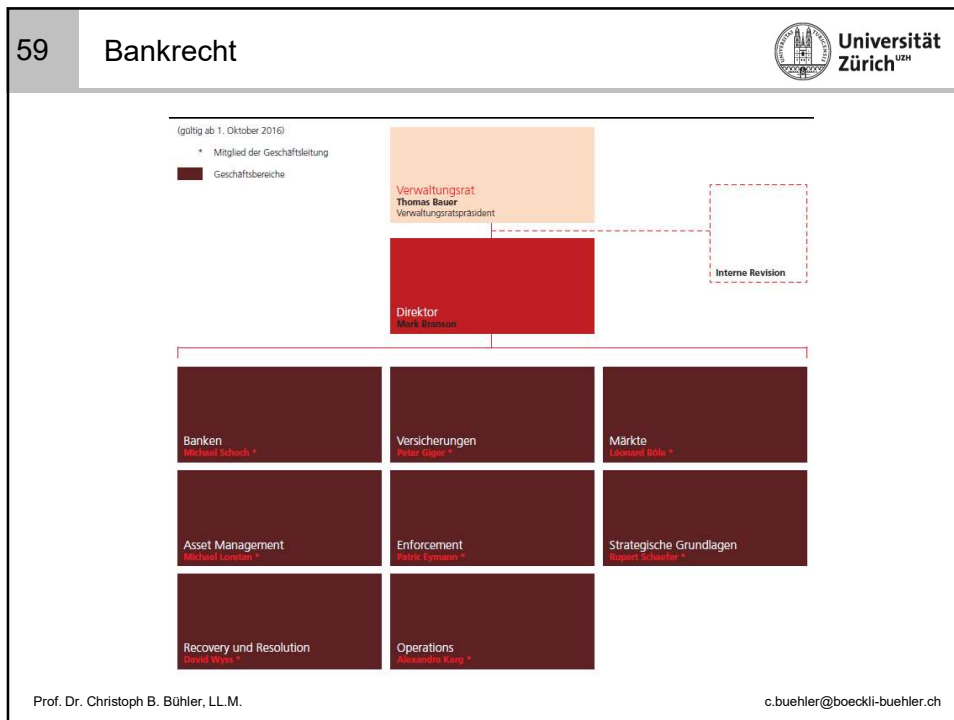 59
Bankrecht
Universität
Zürich UZH
(gültig ab 1. Oktober 2016)
* Mitglied der Geschäftsleitung
Geschäftsbereiche
Verwaltungsrat
Thomas Bauer
Verwaltungsratspräsident
Interne Revision
Direktor
Mark Branson
Banken
Michael Schoch *
Versicherungen
Peter Giger *
Märkte
Léonard Bôle *
Asset Management
Michael Loretan *
Enforcement
Patric Eymann *
Strategische Grundlagen
Rupert Schaefer *
Recovery und Resolution
David Wyss *
Operations
Alexandra Karg *
Prof. Dr. Christoph B. Bühler, LL.M.
c.buehler@boeckli-buehler.ch